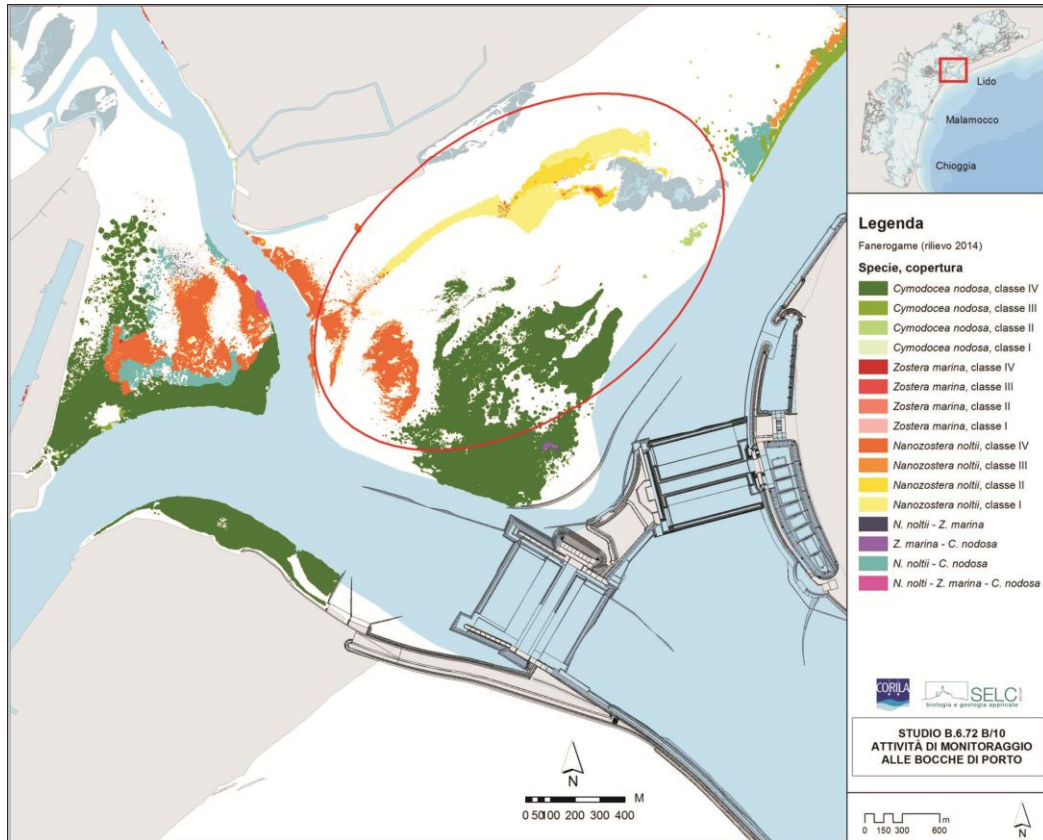 Lido
Malamocco
Chioggia
Legenda
Fanerogame (rilievo 2014)
Specie, copertura
Cymodocea nodosa, classe IV
Cymodocea nodosa, classe III
Cymodocea nodosa, classe II
Cymodocea nodosa, classe I
Zostera marina, classe IV
Zostera marina, classe III
Zostera marina, classe II
Zostera marina, classe I
Nanozostera noltii, classe IV
Nanozostera noltii, classe III
Nanozostera noltii, classe II
Nanozostera noltii, classe I
N. noltii - Z. marina
Z. marina - C. nodosa
N. noltii - C. nodosa
N. nolti - Z. marina - C. nodosa
CORILA
SELC
biologia e geologia applicate
STUDIO B.6.72 B/10
ATTIVITÀ DI MONITORAGGIO
ALLE BOCCHE DI PORTO
N
M
0 50 100 200 300 400
N
m
0 150 300 600